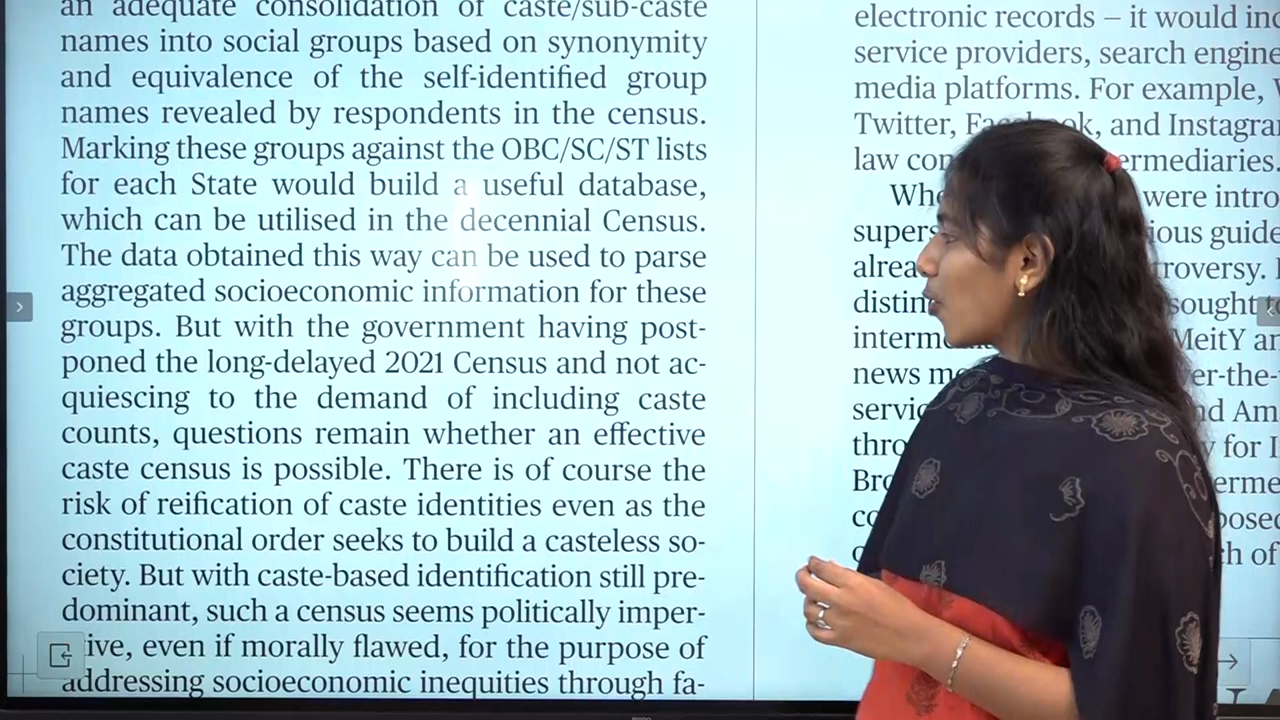 an adequate consolidation of caste/sub-caste
names into social groups based on synonymity
and equivalence of the self-identified group
names revealed by respondents in the census.
Marking these groups against the OBC/SC/ST lists
for each State would build a useful database,
which can be utilised in the decennial Census.
The data obtained this way can be used to parse
aggregated socioeconomic information for these
groups. But with the government having post-
poned the long-delayed 2021 Census and not ac-
quiescing to the demand of including caste
counts, questions remain whether an effective
caste census is possible. There is of course the
risk of reification of caste identities even as the
constitutional order seeks to build a casteless so-
ciety. But with caste-based identification still pre-
dominant, such a census seems politically imper-
ive, even if morally flawed, for the purpose of
addressing socioeconomic inequities through fa-
electronic records – it would inc
service providers, search engine
media platforms. For example,
Twitter, Facebook, and Instagra
law con ermediaries.
Whe were intro
supers ious guide
alrea troversy.
distin sought
interm MeitY an
news me er-the-
servic nd Am
thro y for I
Bro erme
co posed
ch of